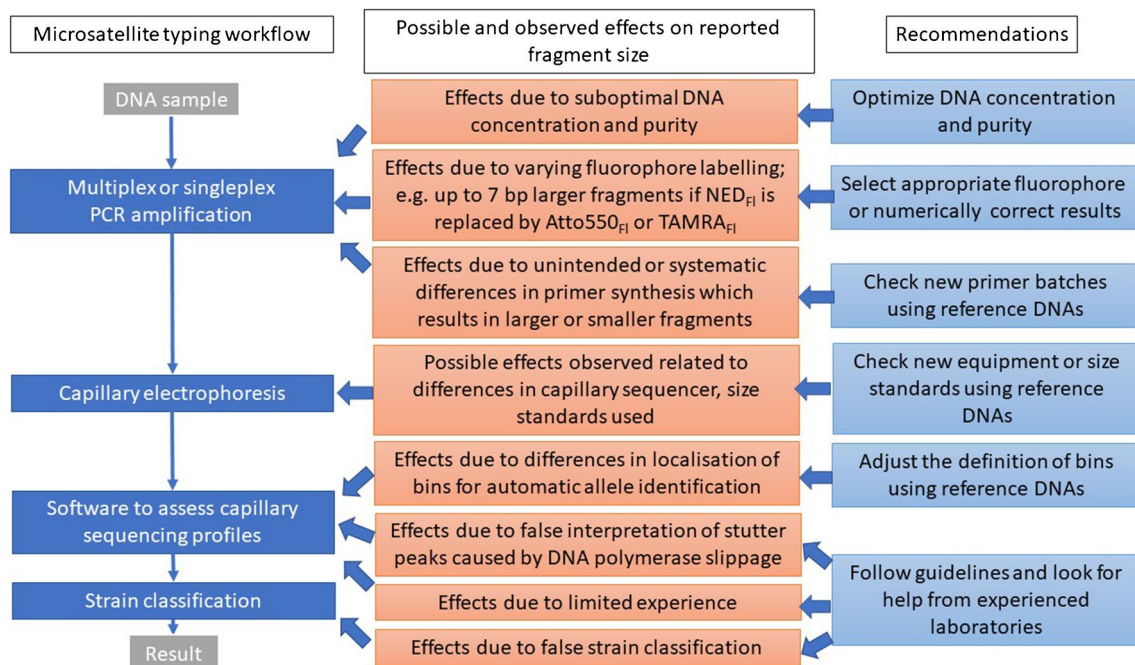 Microsatellite typing workflow
Possible and observed effects on reported
fragment size
Recommendations
DNA sample
Multiplex or singleplex
PCR amplification
Capillary electrophoresis
Software to assess capillary
sequencing profiles
Strain classification
Result
Effects due to suboptimal DNA
concentration and purity
Effects due to varying fluorophore labelling;
e.g. up to 7 bp larger fragments if NEDFl is
replaced by Atto550Fl or TAMRAFl
Effects due to unintended or systematic
differences in primer synthesis which
results in larger or smaller fragments
Possible effects observed related to
differences in capillary sequencer, size
standards used
Effects due to differences in localisation of
bins for automatic allele identification
Effects due to false interpretation of stutter
peaks caused by DNA polymerase slippage
Effects due to limited experience
Effects due to false strain classification
Optimize DNA concentration
and purity
Select appropriate fluorophore
or numerically correct results
Check new primer batches
using reference DNAs
Check new equipment or size
standards using reference
DNAs
Adjust the definition of bins
using reference DNAs
Follow guidelines and look for
help from experienced
laboratories